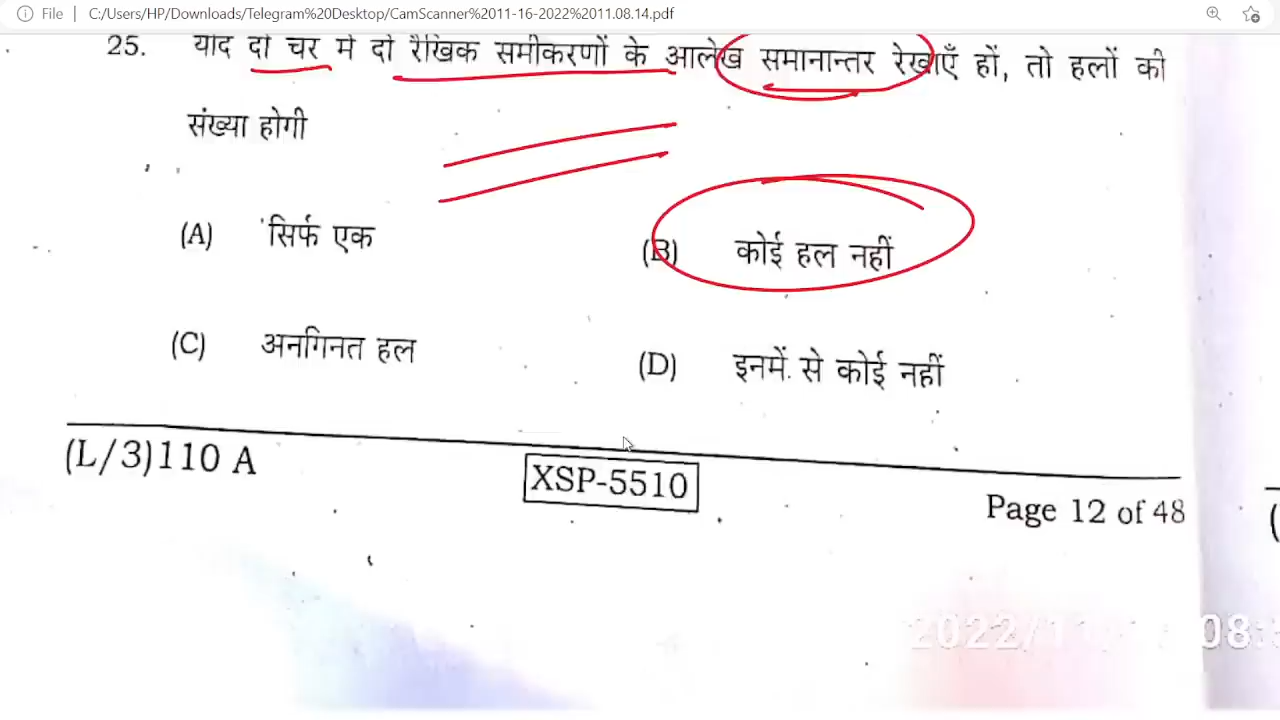 File | C:/Users/HP/Downloads/Telegram%20Desktop/CamScanner%2011-16-2022%2011.08.14.pdf
25. यदि दो चर में दो रैखिक समीकरणों के आलेख समानान्तर रेखाएँ हों, तो हलों की
संख्या होगी
(A) सिर्फ एक
(B) कोई हल नहीं
(C) अनगिनत हल
(D) इनमें से कोई नहीं
(L/3)110 A
XSP-5510
Page 12 of 48